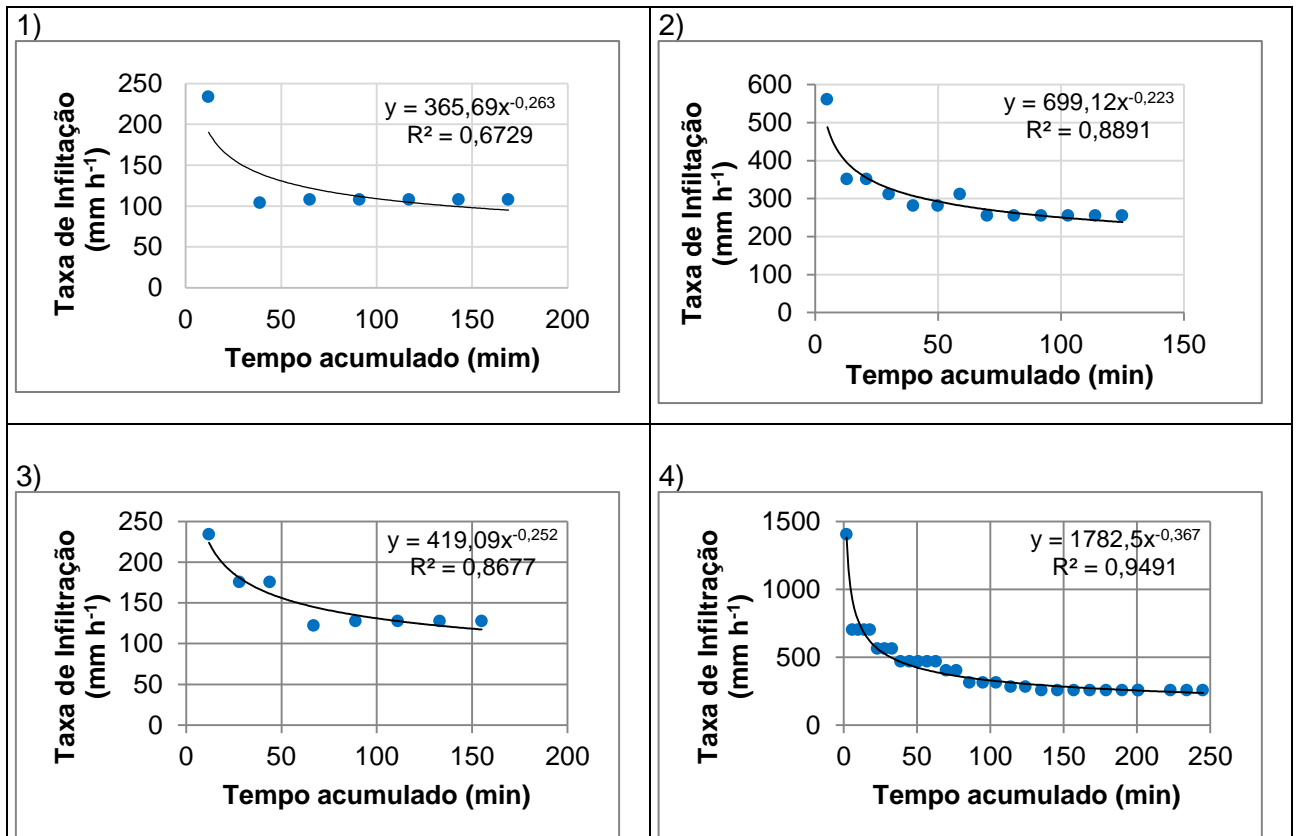 1)
Taxa de Infiltação
(mm h-1)
250
200
150
100
50
0
y = 365,69x-0,263
R² = 0,6729
0 50 100 150 200
Tempo acumulado (mim)
2)
Taxa de Infiltação
(mm h-1)
600
500
400
300
200
100
0
y = 699,12x-0,223
R² = 0,8891
0 50 100 150
Tempo acumulado (min)
3)
Taxa de Infiltração
(mm h-1)
250
200
150
100
50
0
y = 419,09x-0,252
R² = 0,8677
0 50 100 150 200
Tempo acumulado (min)
4)
Taxa de Infiltração
(mm h-1)
1500
1000
500
0
y = 1782,5x-0,367
R² = 0,9491
0 50 100 150 200 250
Tempo acumulado (min)